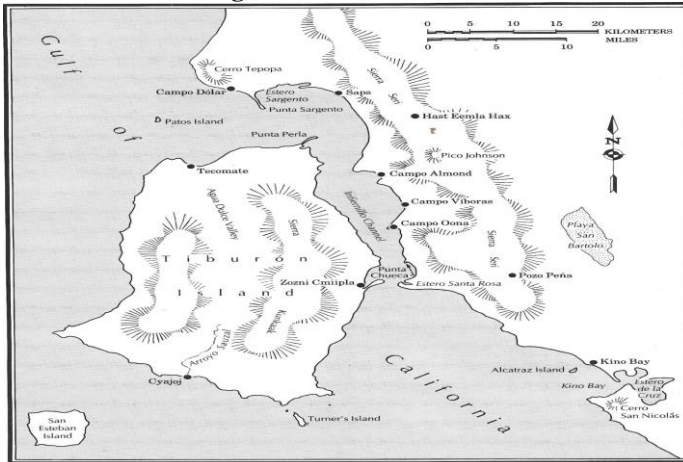 Gulf
of
California
0 5 10 15 20
KILOMETERS
0 10
MILES
Cerro Tepopa
Campo Dólar
Estero
Sargento
Punta Sargento
Sapa
Sierra
Seri
Hast Eemla Hax
Patos Island
Punta Perla
Pico Johnson
N
Tecomate
Campo Almond
Infiernillo Channel
Campo Víboras
Agua Dulce Valley
Sierra
Kunkaak
Campo Oona
Sierra
Seri
Playa
San
Bartolo
Tiburón
Island
Punta
Chueca
Pozo Peña
Zozni Cmiipla
Estero Santa Rosa
Arroyo Sauzal
Cyajoj
Kino Bay
Alcatraz Island
Kino Bay
Estero
de la
Cruz
Cerro
San Nicolás
Turner's Island
San
Esteban
Island